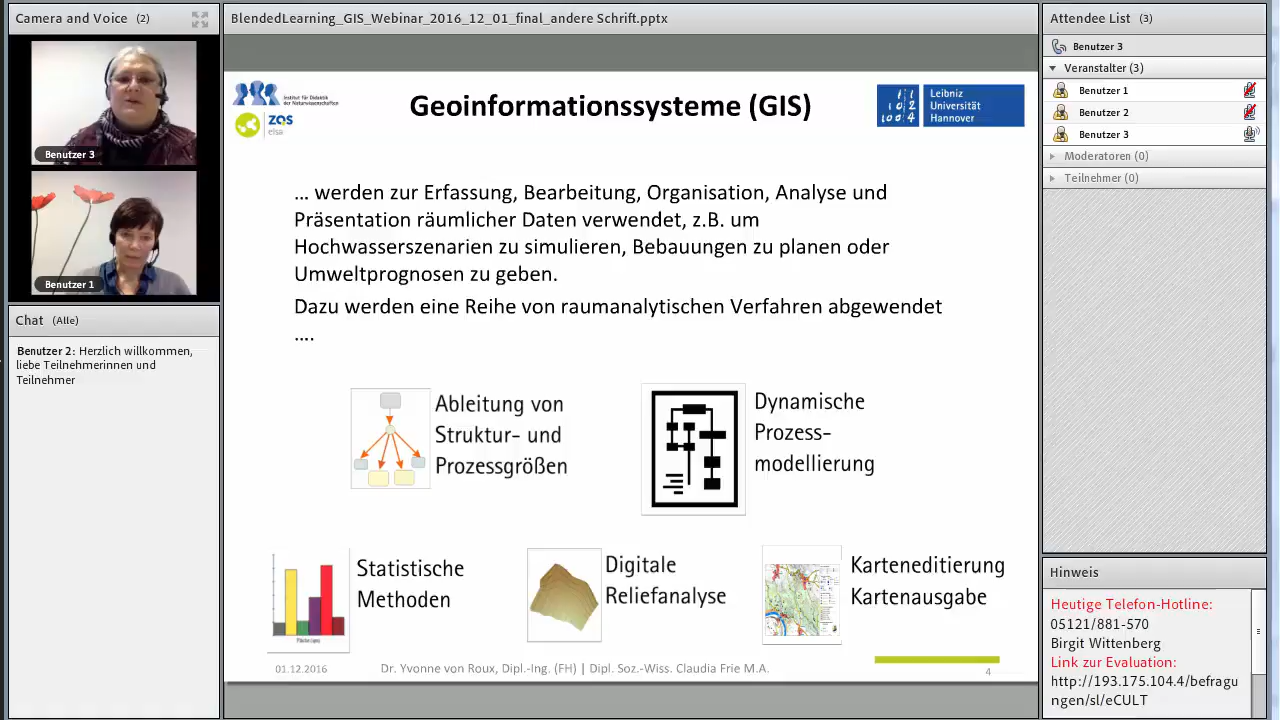 Camera and Voice (2)
Benutzer 3
Benutzer 1
Chat (Alle)
Benutzer 2: Herzlich willkommen,
liebe Teilnehmerinnen und
Teilnehmer
BlendedLearning_GIS_Webinar_2016_12_01_final_andere Schrift.pptx
Institut für Didaktik
der Naturwissenschaften
zqs
elsa
Geoinformationssysteme (GIS)
Leibniz
Universität
Hannover
... werden zur Erfassung, Bearbeitung, Organisation, Analyse und
Präsentation räumlicher Daten verwendet, z.B. um
Hochwasserszenarien zu simulieren, Bebauungen zu planen oder
Umweltprognosen zu geben.
Dazu werden eine Reihe von raumanalytischen Verfahren abgewendet
....
Ableitung von
Struktur- und
Prozessgrößen
Dynamische
Prozess-
modellierung
Statistische
Methoden
Digitale
Reliefanalyse
Karteneditierung
Kartenausgabe
01.12.2016
Dr. Yvonne von Roux, Dipl.-Ing. (FH) | Dipl. Soz.-Wiss. Claudia Frie M.A.
4
Attendee List (3)
Benutzer 3
Veranstalter (3)
Benutzer 1
Benutzer 2
Benutzer 3
Moderatoren (0)
Teilnehmer (0)
Hinweis
Heutige Telefon-Hotline:
05121/881-570
Birgit Wittenberg
Link zur Evaluation:
http://193.175.104.4/befragu
ngen/sl/eCULT